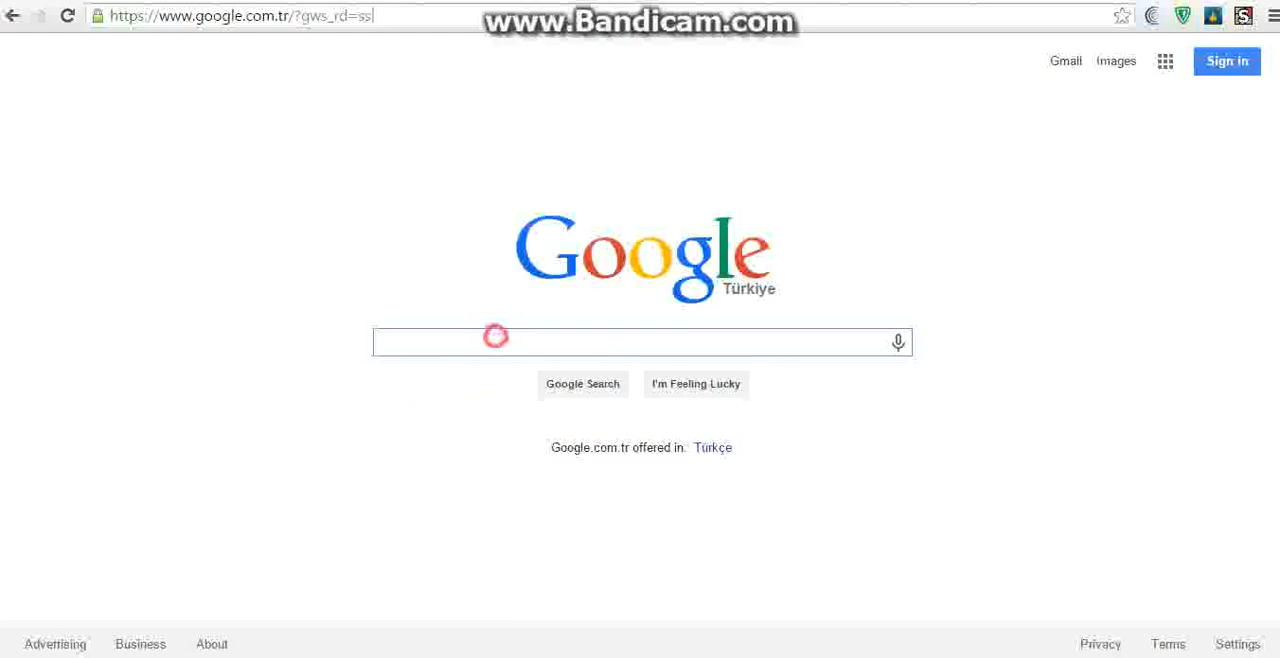 https://www.google.com.tr/?gws_rd=ss
www.Bandicam.com
Gmail Images Sign in
Google
Türkiye
Google Search I'm Feeling Lucky
Google.com.tr offered in: Türkçe
Advertising Business About Privacy Terms Settings